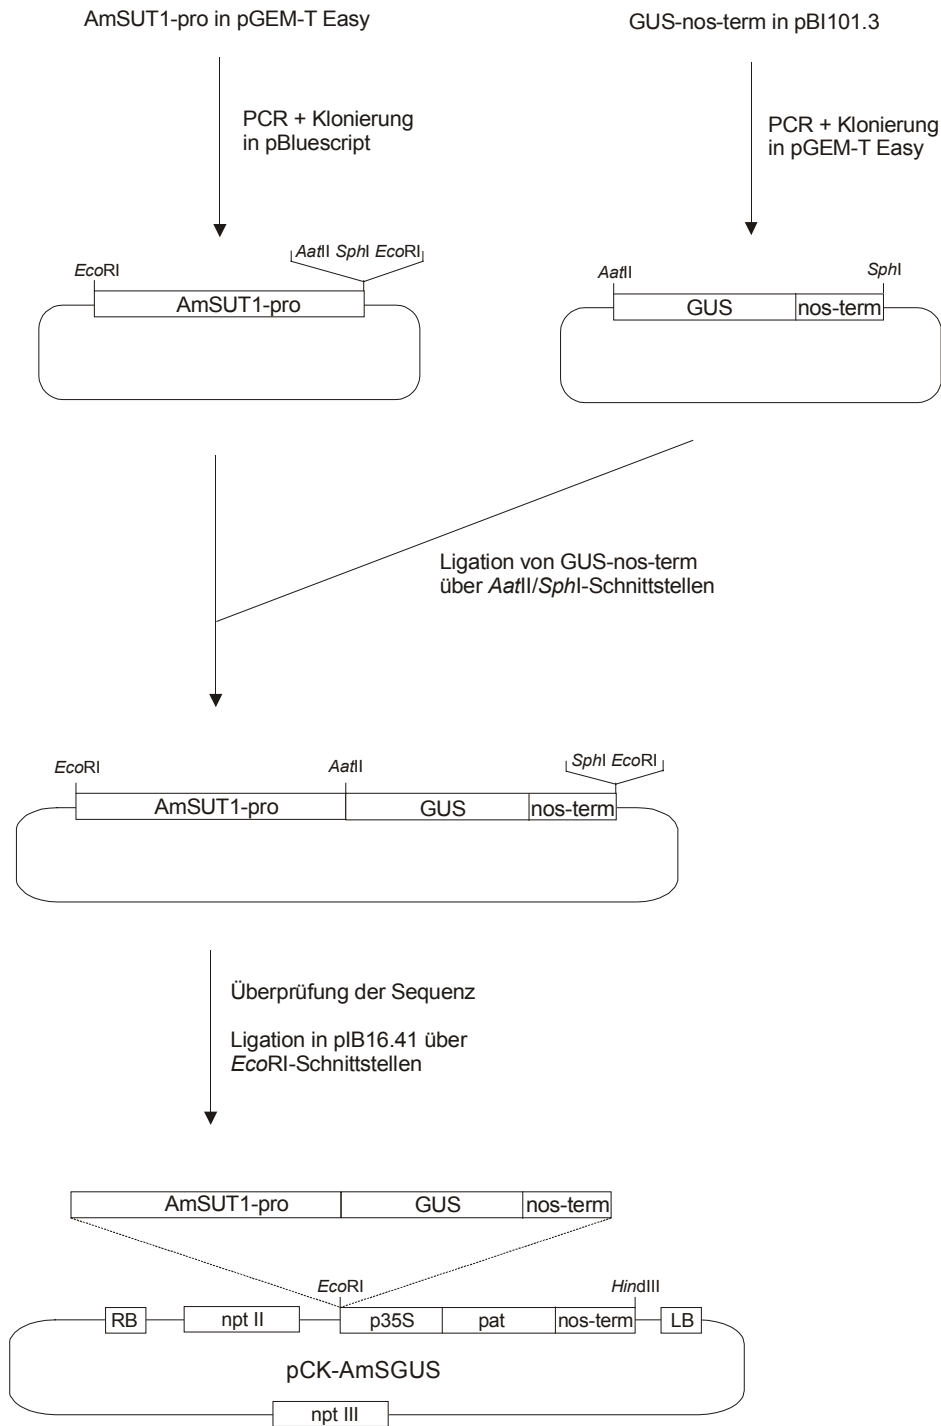 AmSUT1-pro in pGEM-T Easy
GUS-nos-term in pBI101.3
PCR + Klonierung
in pBluescript
PCR + Klonierung
in pGEM-T Easy
EcoRI
AatII SphI EcoRI
AmSUT1-pro
AatII
SphI
GUS
nos-term
Ligation von GUS-nos-term
über AatII/SphI-Schnittstellen
EcoRI
AatII
SphI EcoRI
AmSUT1-pro
GUS
nos-term
Überprüfung der Sequenz
Ligation in pIB16.41 über
EcoRI-Schnittstellen
AmSUT1-pro
GUS
nos-term
EcoRI
HindIII
RB
npt II
p35S
pat
nos-term
LB
pCK-AmSGUS
npt III